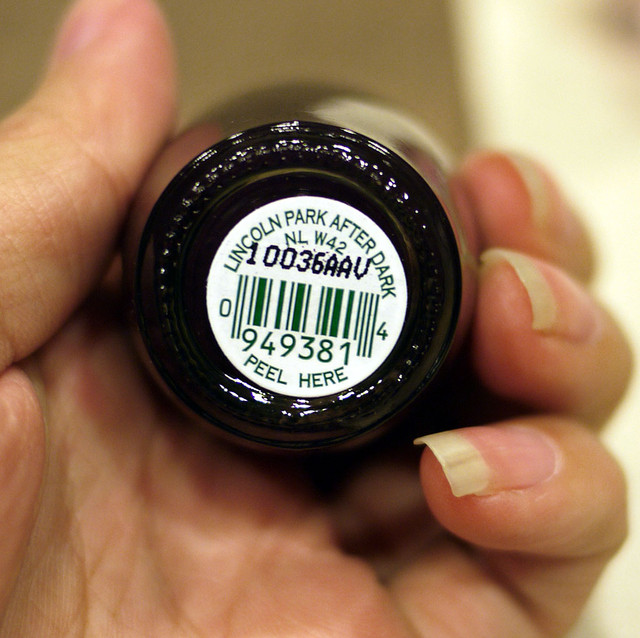 LINCOLN PARK AFTER DARK
NL W42
10036AAV
0 949381 4
PEEL HERE